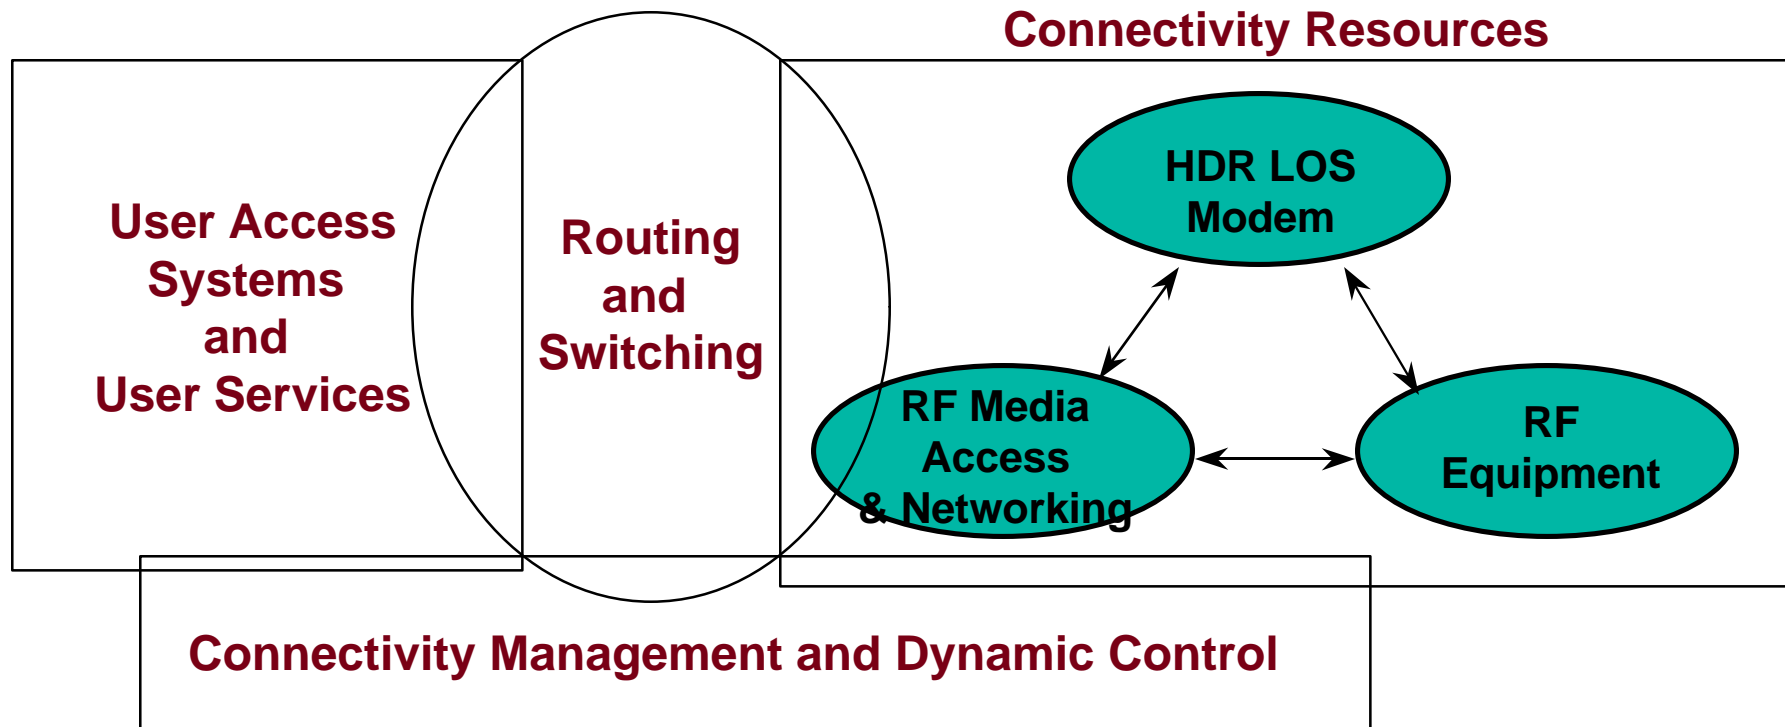 Connectivity Resources
User Access
Systems
and
User Services
Routing
and
Switching
HDR LOS
Modem
RF Media
Access
& Networking
RF
Equipment
Connectivity Management and Dynamic Control